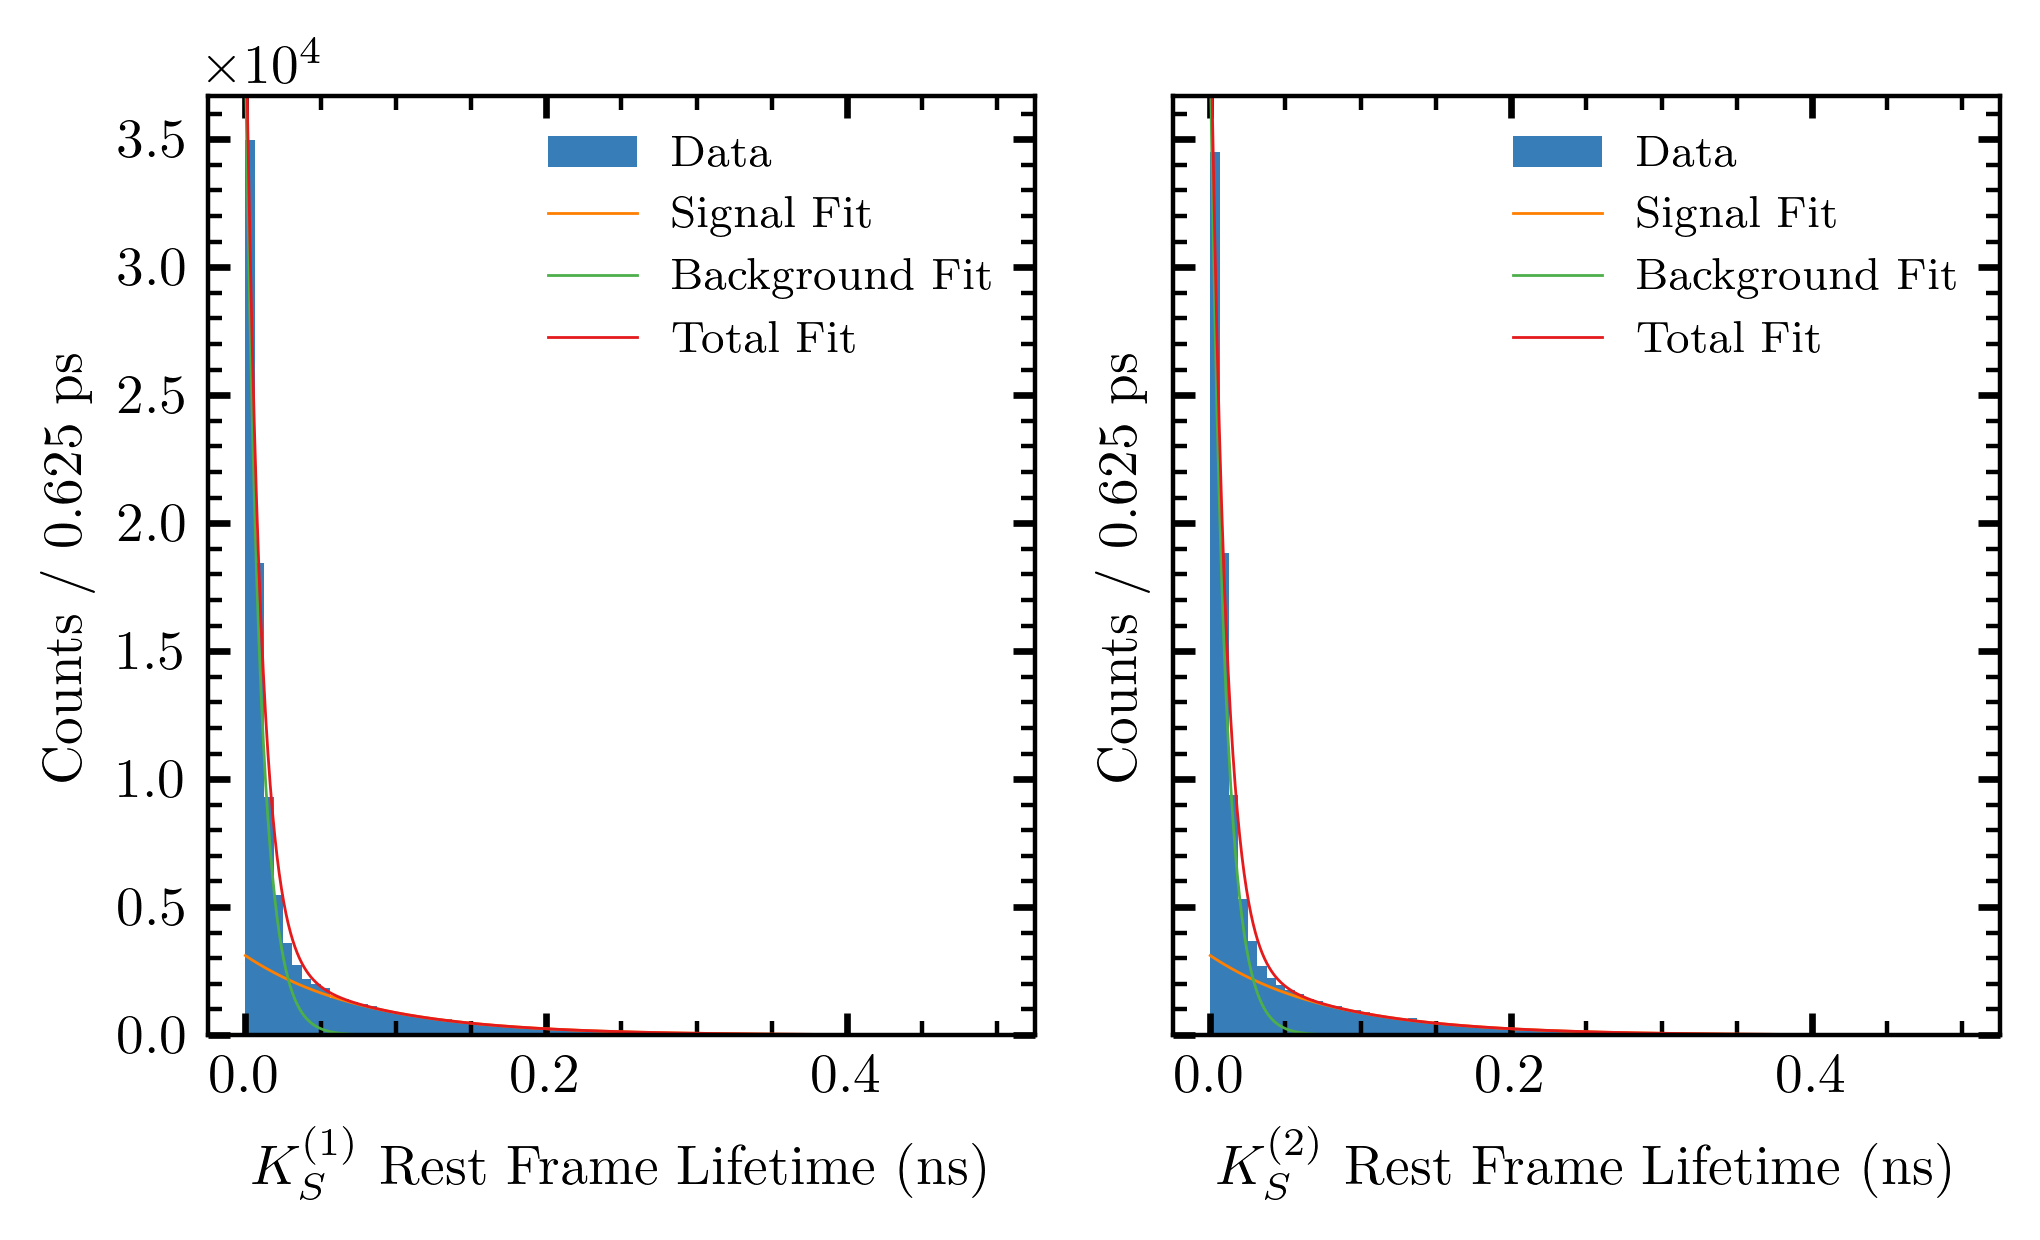 ×10⁴
3.5
3.0
2.5
2.0
1.5
1.0
0.5
0.0
Counts / 0.625 ps
Data
Signal Fit
Background Fit
Total Fit
0.0 0.2 0.4
K_S^{(1)} Rest Frame Lifetime (ns)
Counts / 0.625 ps
Data
Signal Fit
Background Fit
Total Fit
0.0 0.2 0.4
K_S^{(2)} Rest Frame Lifetime (ns)